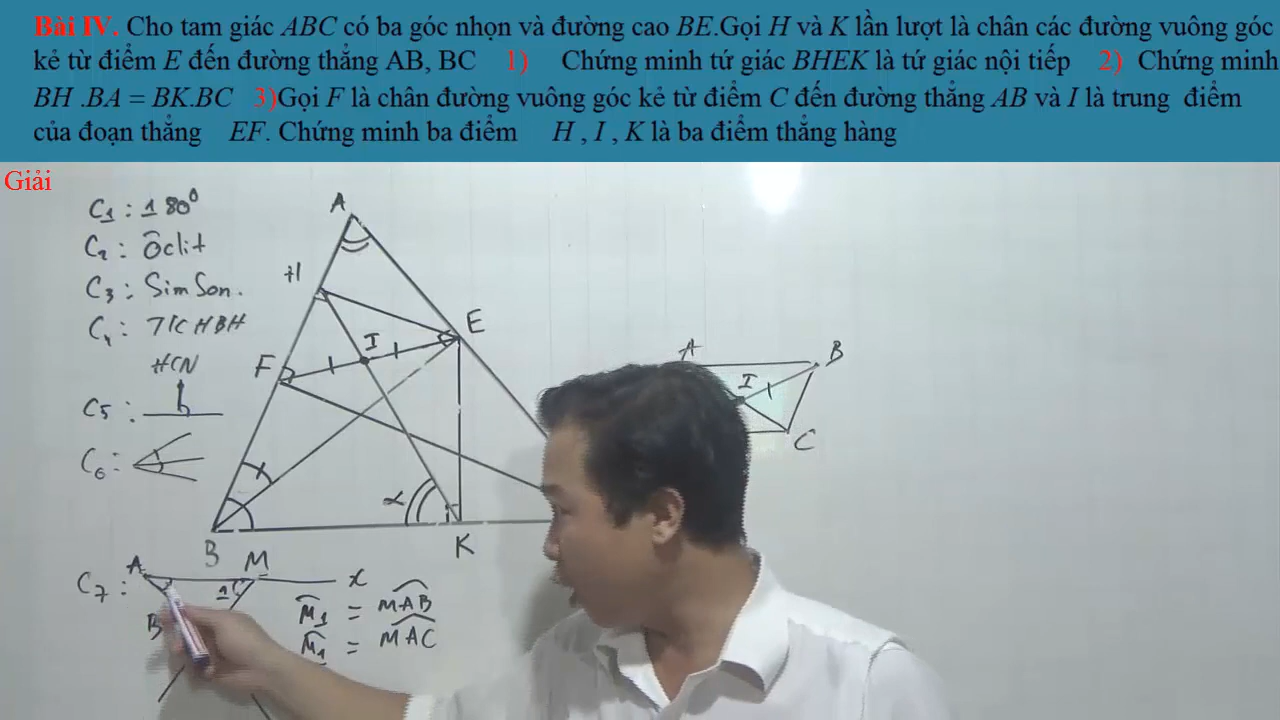 Bài IV. Cho tam giác ABC có ba góc nhọn và đường cao BE.Gọi H và K lần lượt là chân các đường vuông góc
kẻ từ điểm E đến đường thẳng AB, BC 1) Chứng minh tứ giác BHEK là tứ giác nội tiếp 2) Chứng minh
BH .BA = BK.BC 3)Gọi F là chân đường vuông góc kẻ từ điểm C đến đường thẳng AB và I là trung điểm
của đoạn thẳng EF. Chứng minh ba điểm H , I , K là ba điểm thẳng hàng
Giải
C1 : 180°
C2 : Ơclit
C3 : SimSon.
C4 : T/C HBH
HCN
C5 :
C6 :
C7 :
A
H
E
I
F
B
K
α
A
B
I
C
A
M
x
1
B
M1 = MAB
M1 = MAC